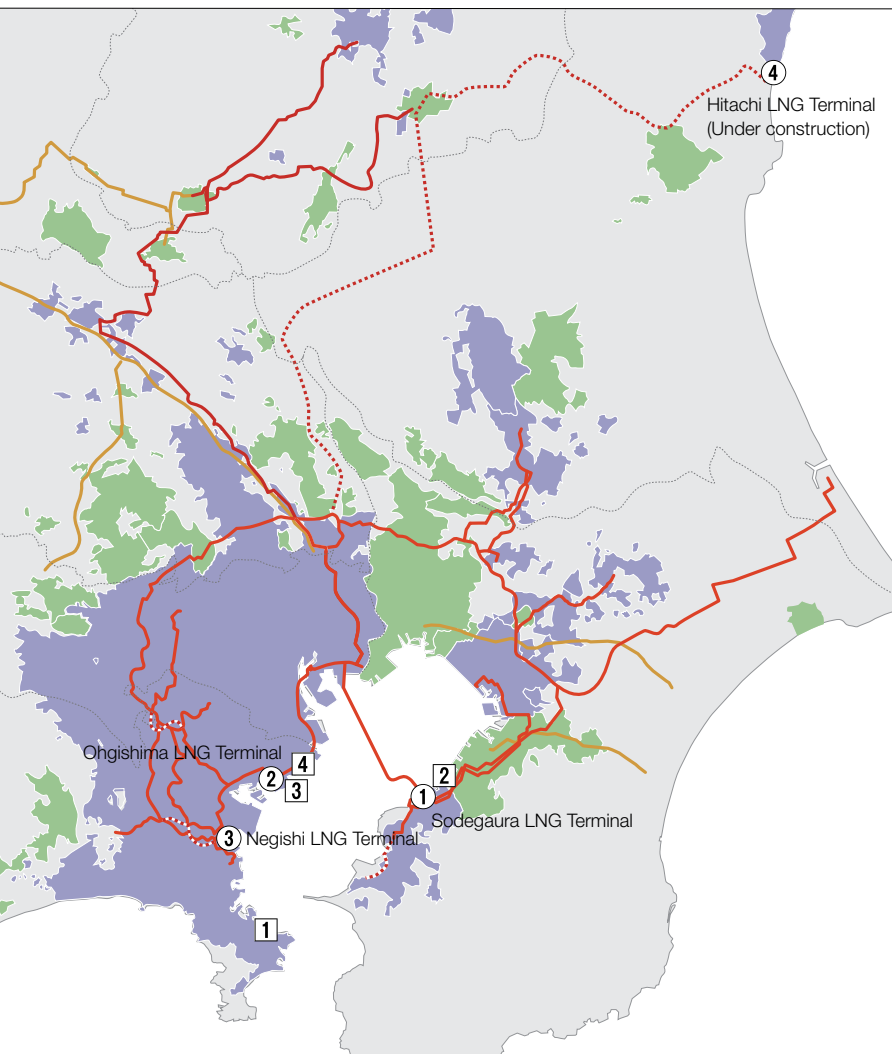 4
Hitachi LNG Terminal
(Under construction)
Ohgishima LNG Terminal
4
2
3
2
1
Sodegaura LNG Terminal
3
Negishi LNG Terminal
1